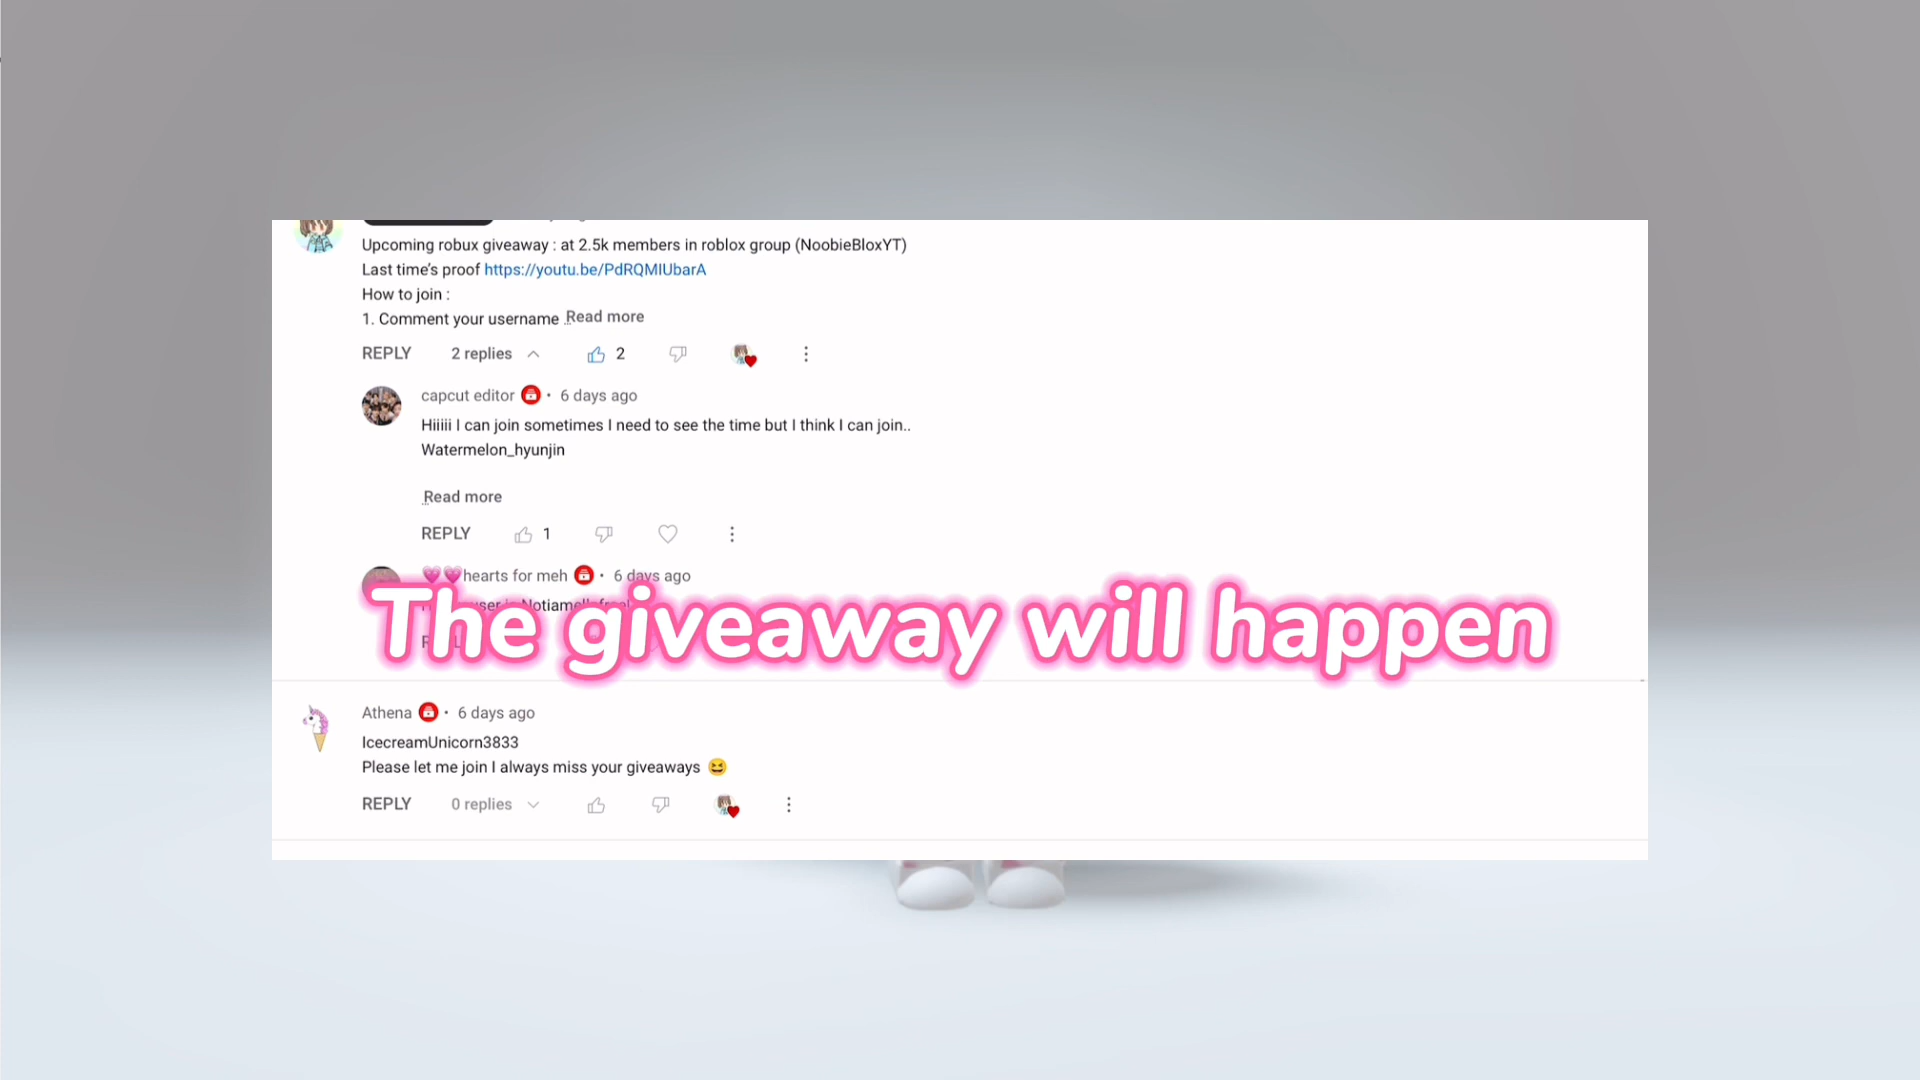 Upcoming robux giveaway : at 2.5k members in roblox group (NoobieBloxYT)
Last time's proof https://youtu.be/PdRQMIUbarA
How to join :
1. Comment your username ...Read more
REPLY 2 replies 2
capcut editor • 6 days ago
Hiiiii I can join sometimes I need to see the time but I think I can join..
Watermelon_hyunjin
...Read more
REPLY 1
hearts for meh • 6 days ago
The giveaway will happen
Athena • 6 days ago
IcecreamUnicorn3833
Please let me join I always miss your giveaways 😆
REPLY 0 replies